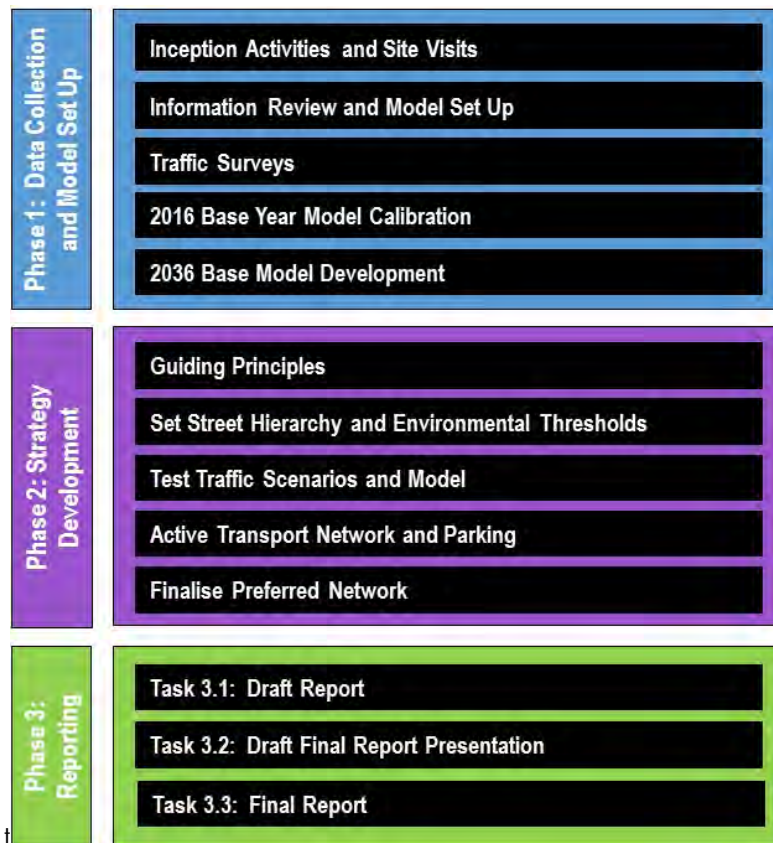 Phase 1: Data Collection
and Model Set Up
Inception Activities and Site Visits
Information Review and Model Set Up
Traffic Surveys
2016 Base Year Model Calibration
2036 Base Model Development
Phase 2: Strategy
Development
Guiding Principles
Set Street Hierarchy and Environmental Thresholds
Test Traffic Scenarios and Model
Active Transport Network and Parking
Finalise Preferred Network
Phase 3:
Reporting
Task 3.1: Draft Report
Task 3.2: Draft Final Report Presentation
Task 3.3: Final Report
t